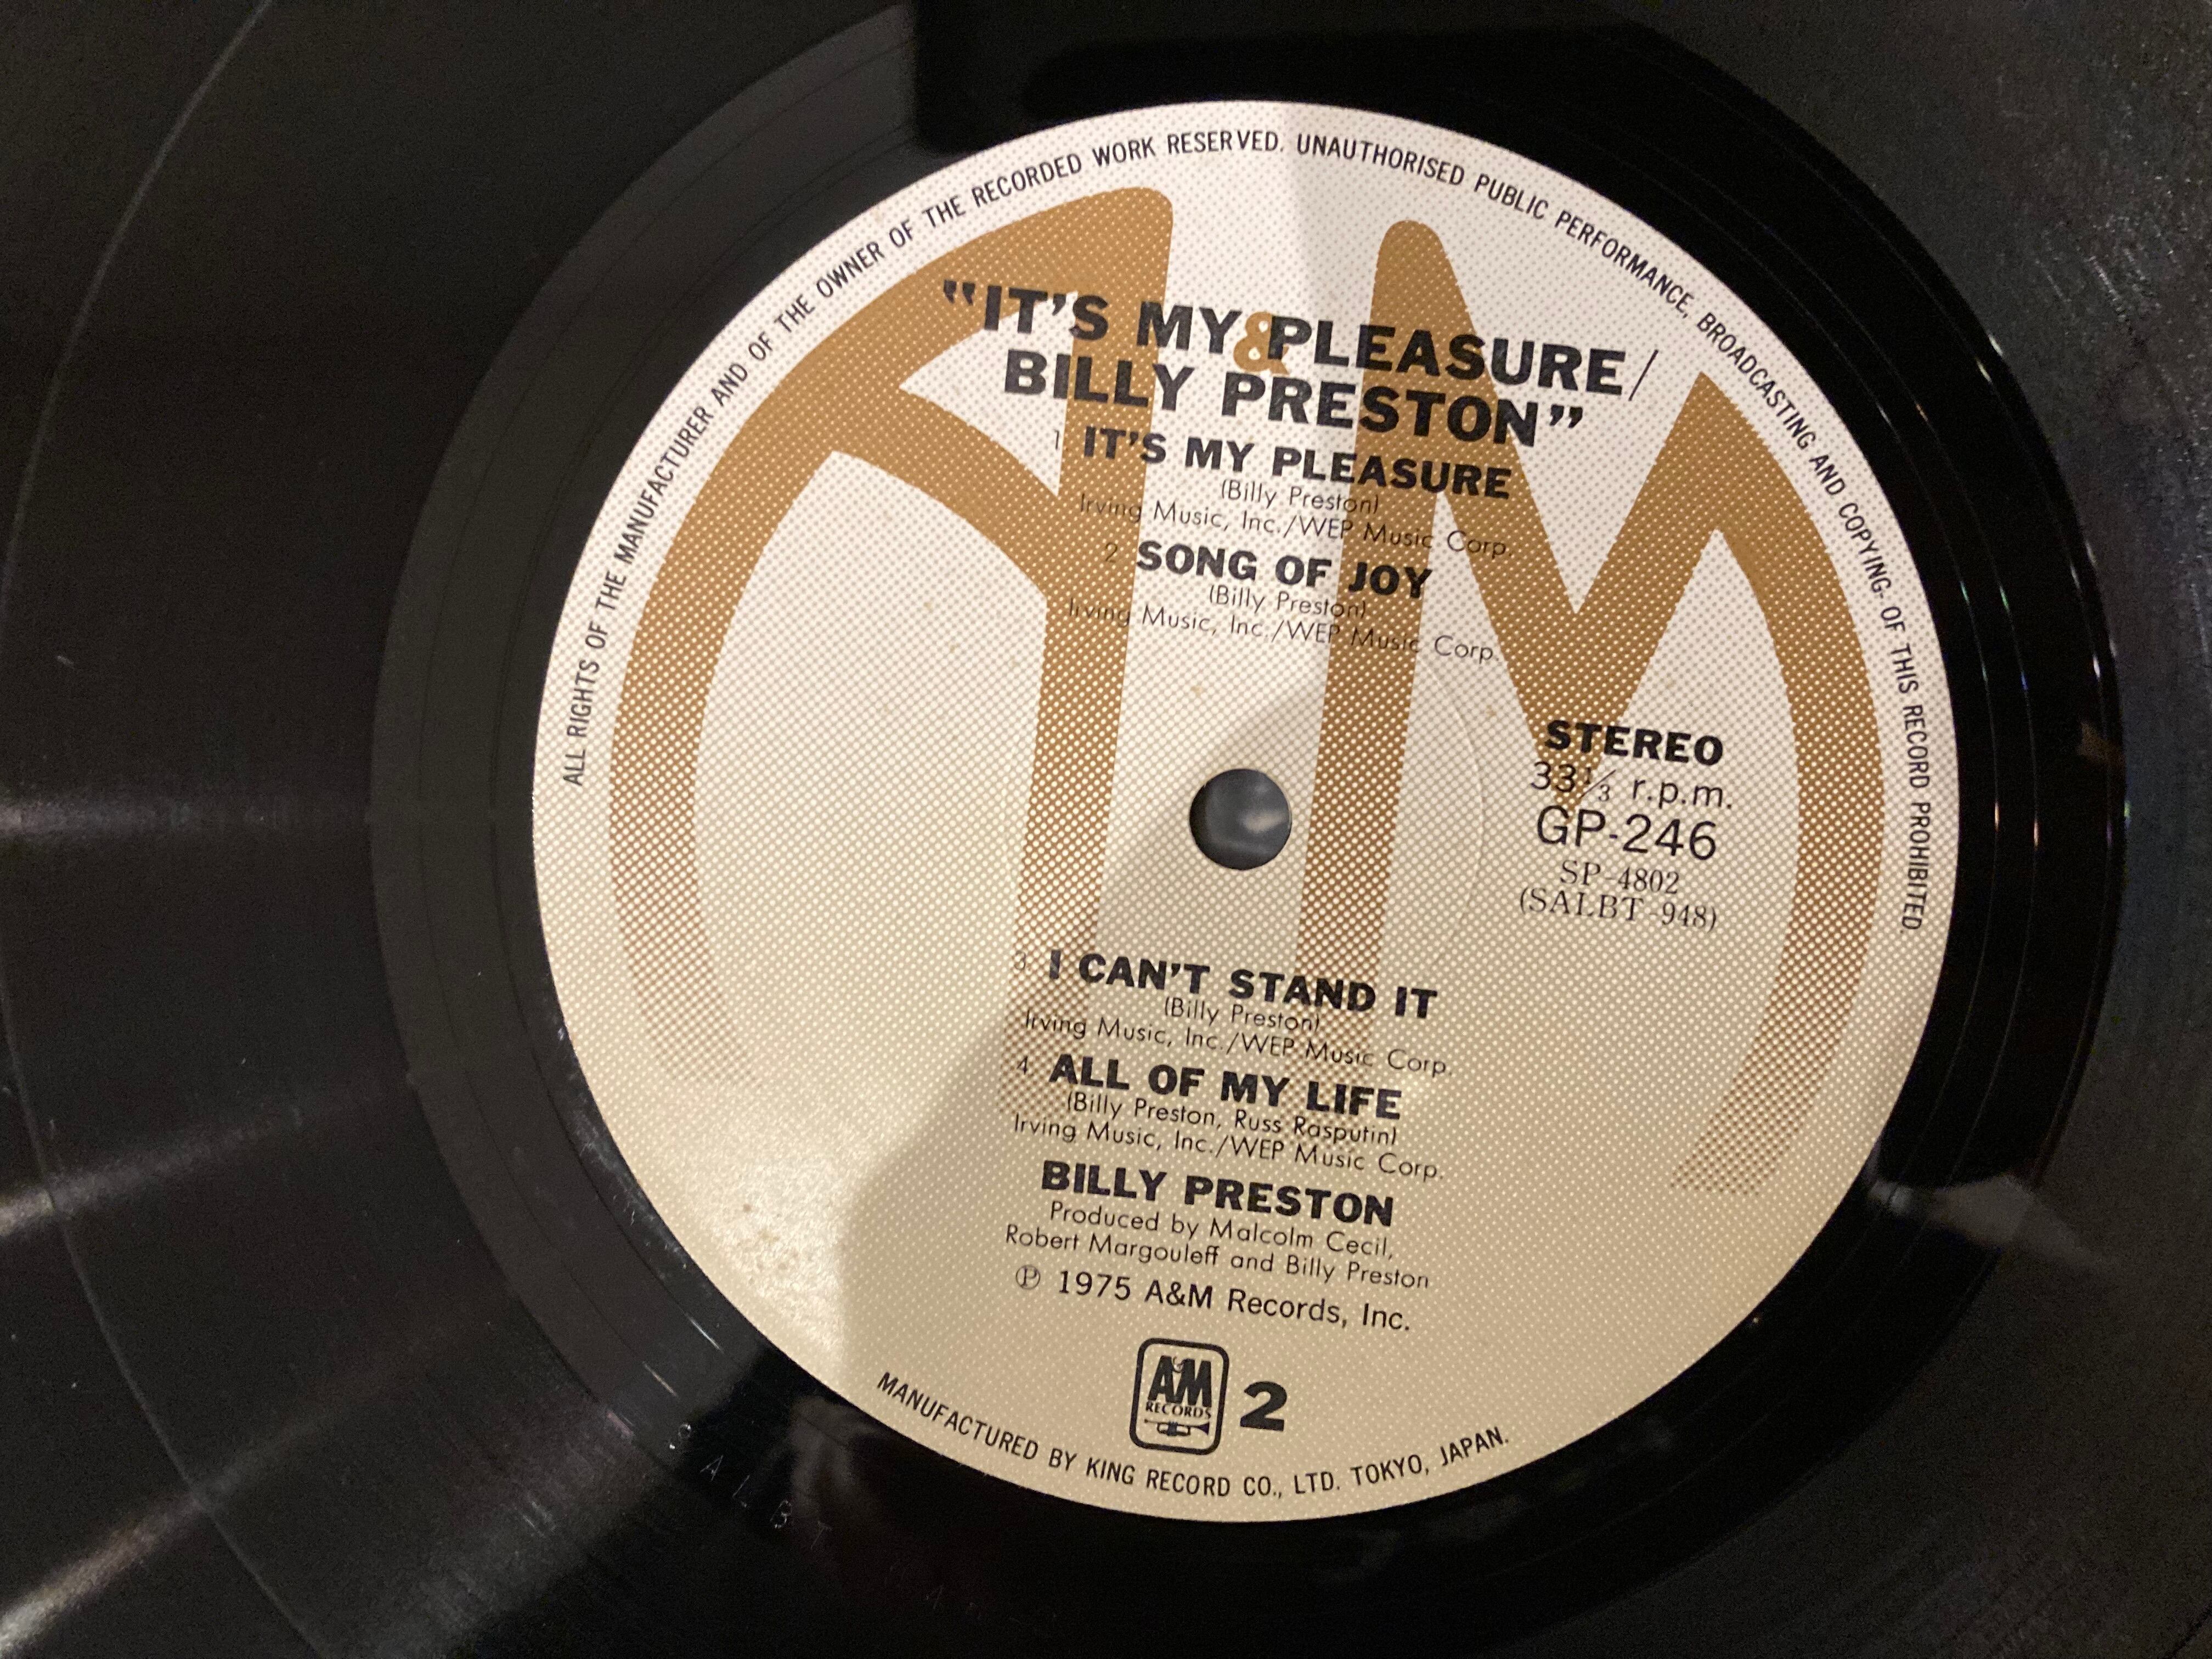 ALL RIGHTS OF THE MANUFACTURER AND OF THE OWNER OF THE RECORDED WORK RESERVED. UNAUTHORISED PUBLIC PERFORMANCE, BROADCASTING AND COPYING OF THIS RECORD PROHIBITED
A&M
"IT'S MY PLEASURE/
BILLY PRESTON"
1 IT'S MY PLEASURE
(Billy Preston)
Irving Music, Inc./WEP Music Corp.
2 SONG OF JOY
(Billy Preston)
Irving Music, Inc./WEP Music Corp.
STEREO
33⅓ r.p.m.
GP-246
SP-4802
(SALBT-948)
3. I CAN'T STAND IT
(Billy Preston)
Irving Music, Inc./WEP Music Corp.
4. ALL OF MY LIFE
(Billy Preston, Russ Rasputin)
Irving Music, Inc./WEP Music Corp.
BILLY PRESTON
Produced by Malcolm Cecil,
Robert Margouleff and Billy Preston
℗ 1975 A&M Records, Inc.
A&M
RECORDS
2
MANUFACTURED BY KING RECORD CO., LTD. TOKYO, JAPAN.
SALBT